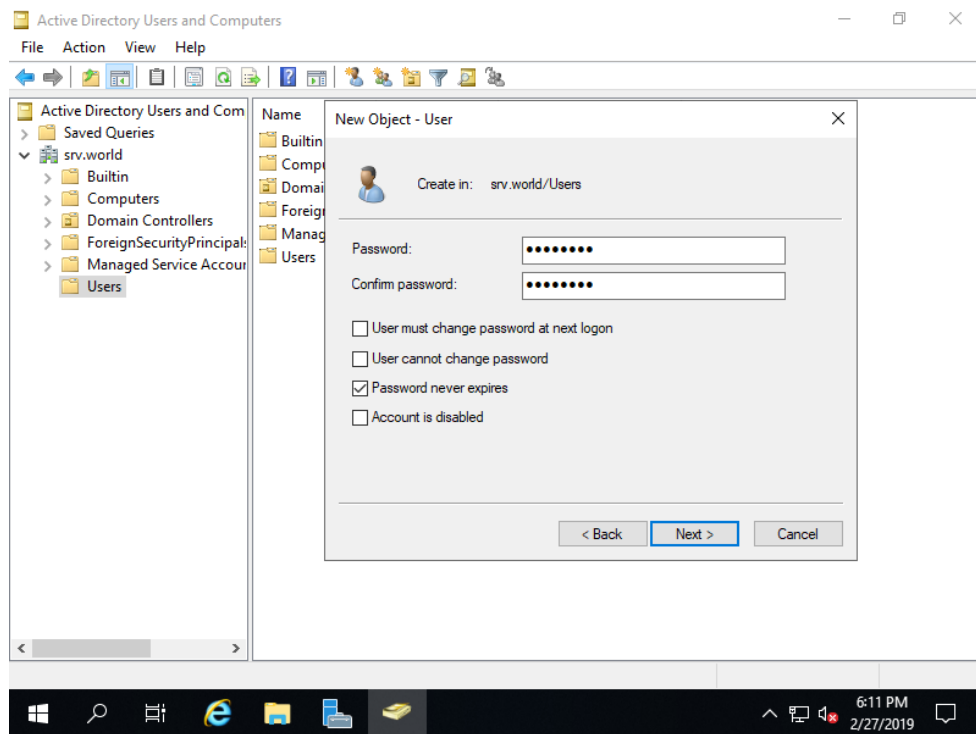 Active Directory Users and Computers
File Action View Help
Active Directory Users and Com
Saved Queries
srv.world
Builtin
Computers
Domain Controllers
ForeignSecurityPrincipals
Managed Service Accour
Users
Name
Builtin
Compu
Domai
Foreign
Manag
Users
New Object - User
Create in: srv.world/Users
Password: ●●●●●●●●
Confirm password: ●●●●●●●●
User must change password at next logon
User cannot change password
Password never expires
Account is disabled
< Back Next > Cancel
6:11 PM
2/27/2019